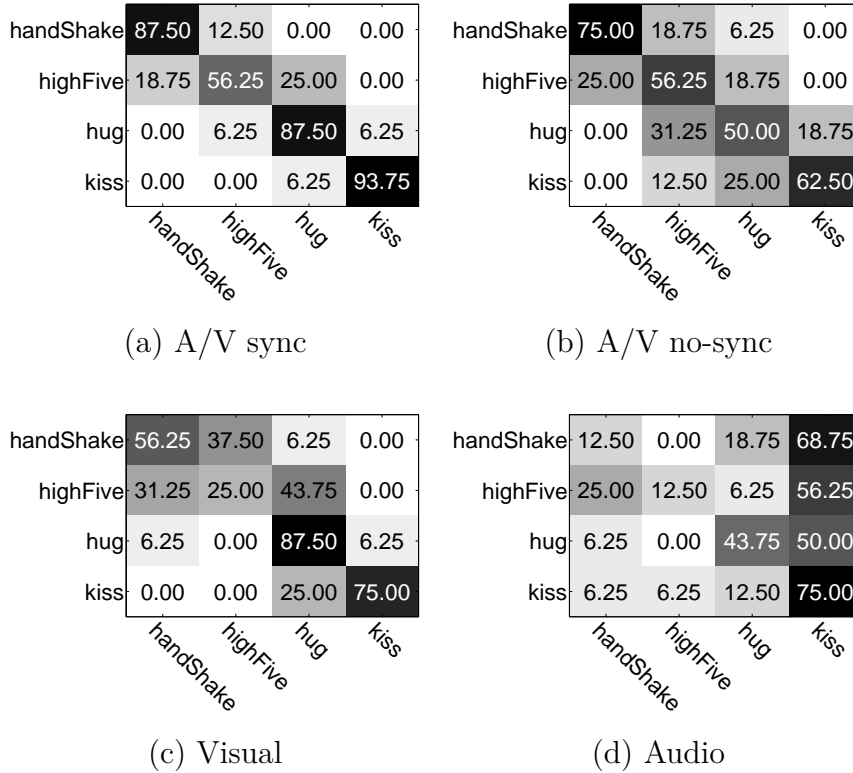 handShake 87.50 12.50 0.00 0.00
highFive 18.75 56.25 25.00 0.00
hug 0.00 6.25 87.50 6.25
kiss 0.00 0.00 6.25 93.75
handShake highFive hug kiss
(a) A/V sync
handShake 75.00 18.75 6.25 0.00
highFive 25.00 56.25 18.75 0.00
hug 0.00 31.25 50.00 18.75
kiss 0.00 12.50 25.00 62.50
handShake highFive hug kiss
(b) A/V no-sync
handShake 56.25 37.50 6.25 0.00
highFive 31.25 25.00 43.75 0.00
hug 6.25 0.00 87.50 6.25
kiss 0.00 0.00 25.00 75.00
handShake highFive hug kiss
(c) Visual
handShake 12.50 0.00 18.75 68.75
highFive 25.00 12.50 6.25 56.25
hug 6.25 0.00 43.75 50.00
kiss 6.25 6.25 12.50 75.00
handShake highFive hug kiss
(d) Audio